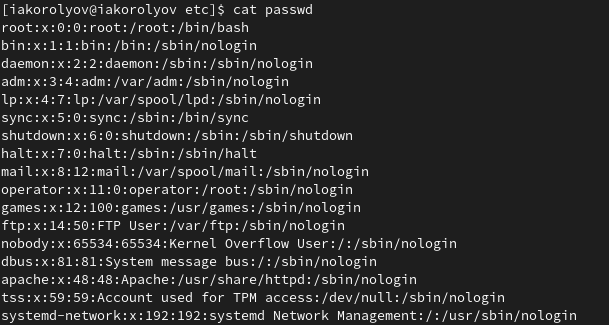 [iakorolyov@iakorolyov etc]$ cat passwd
root:x:0:0:root:/root:/bin/bash
bin:x:1:1:bin:/bin:/sbin/nologin
daemon:x:2:2:daemon:/sbin:/sbin/nologin
adm:x:3:4:adm:/var/adm:/sbin/nologin
lp:x:4:7:lp:/var/spool/lpd:/sbin/nologin
sync:x:5:0:sync:/sbin:/bin/sync
shutdown:x:6:0:shutdown:/sbin:/sbin/shutdown
halt:x:7:0:halt:/sbin:/sbin/halt
mail:x:8:12:mail:/var/spool/mail:/sbin/nologin
operator:x:11:0:operator:/root:/sbin/nologin
games:x:12:100:games:/usr/games:/sbin/nologin
ftp:x:14:50:FTP User:/var/ftp:/sbin/nologin
nobody:x:65534:65534:Kernel Overflow User:/:/sbin/nologin
dbus:x:81:81:System message bus:/:/sbin/nologin
apache:x:48:48:Apache:/usr/share/httpd:/sbin/nologin
tss:x:59:59:Account used for TPM access:/dev/null:/sbin/nologin
systemd-network:x:192:192:systemd Network Management:/:/usr/sbin/nologin